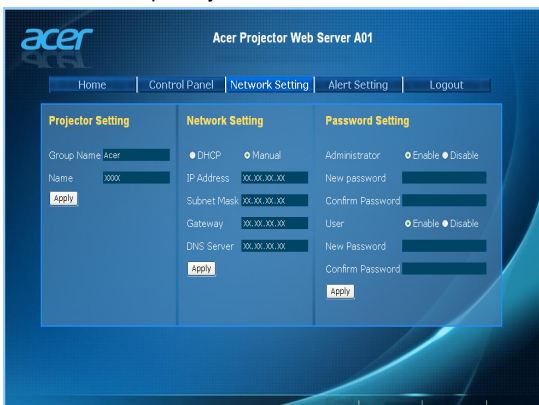 acer
Acer Projector Web Server A01
Home
Control Panel
Network Setting
Alert Setting
Logout
Projector Setting
Group Name Acer
Name XXXX
Apply
Network Setting
DHCP Manual
IP Address XX.XX.XX.XX
Subnet Mask XX.XX.XX.XX
Gateway XX.XX.XX.XX
DNS Server XX.XX.XX.XX
Apply
Password Setting
Administrator Enable Disable
New password
Confirm Password
User Enable Disable
New Password
Confirm Password
Apply